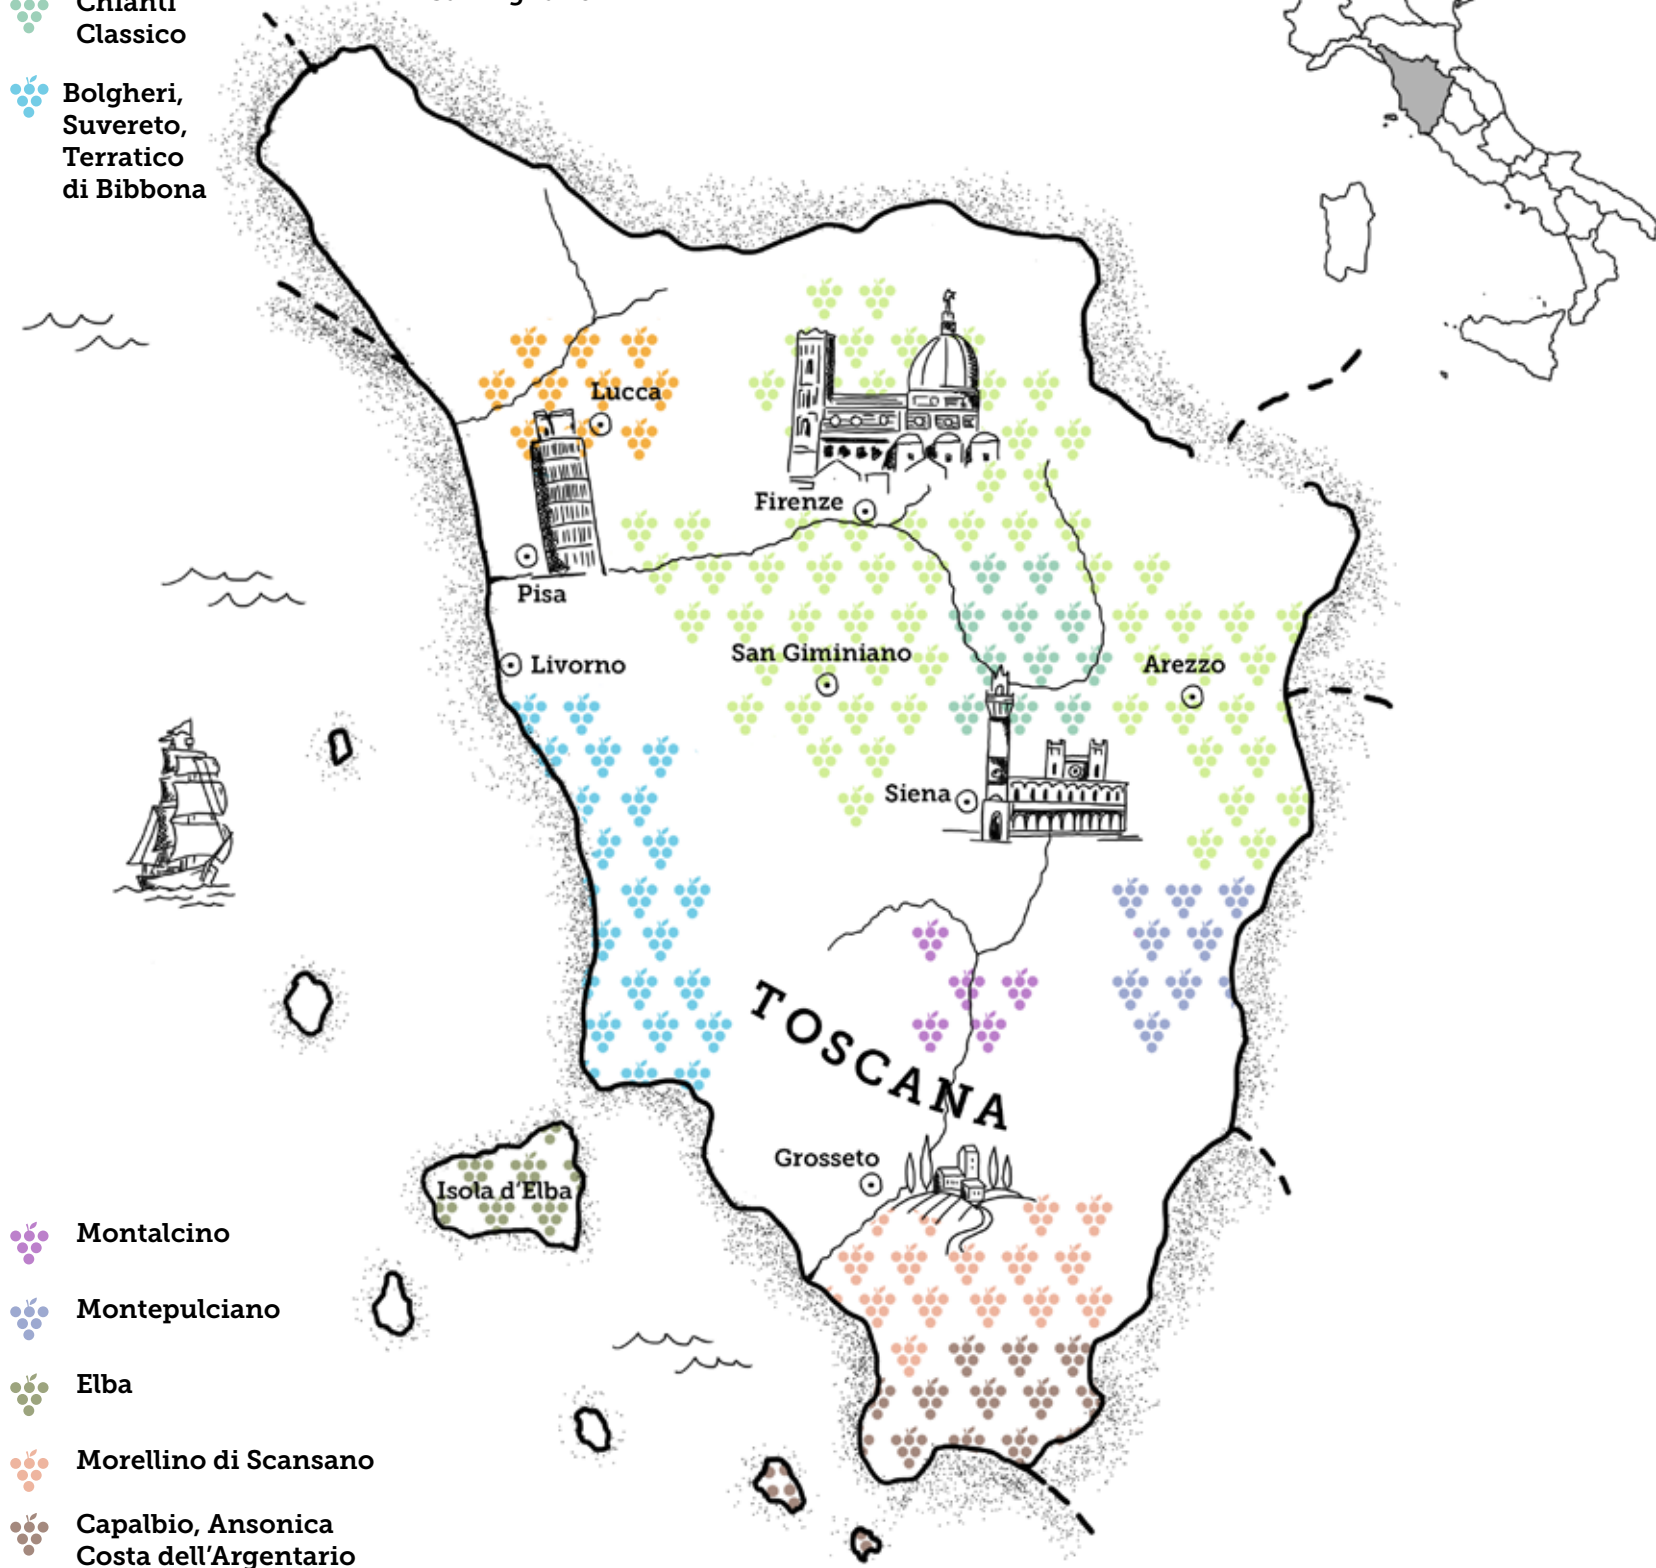 Chianti
Classico
Bolgheri,
Suvereto,
Terratico
di Bibbona
Lucca
Firenze
Pisa
San Giminiano
Livorno
Arezzo
Siena
TOSCANA
Grosseto
Isola d'Elba
Montalcino
Montepulciano
Elba
Morellino di Scansano
Capalbio, Ansonica
Costa dell'Argentario